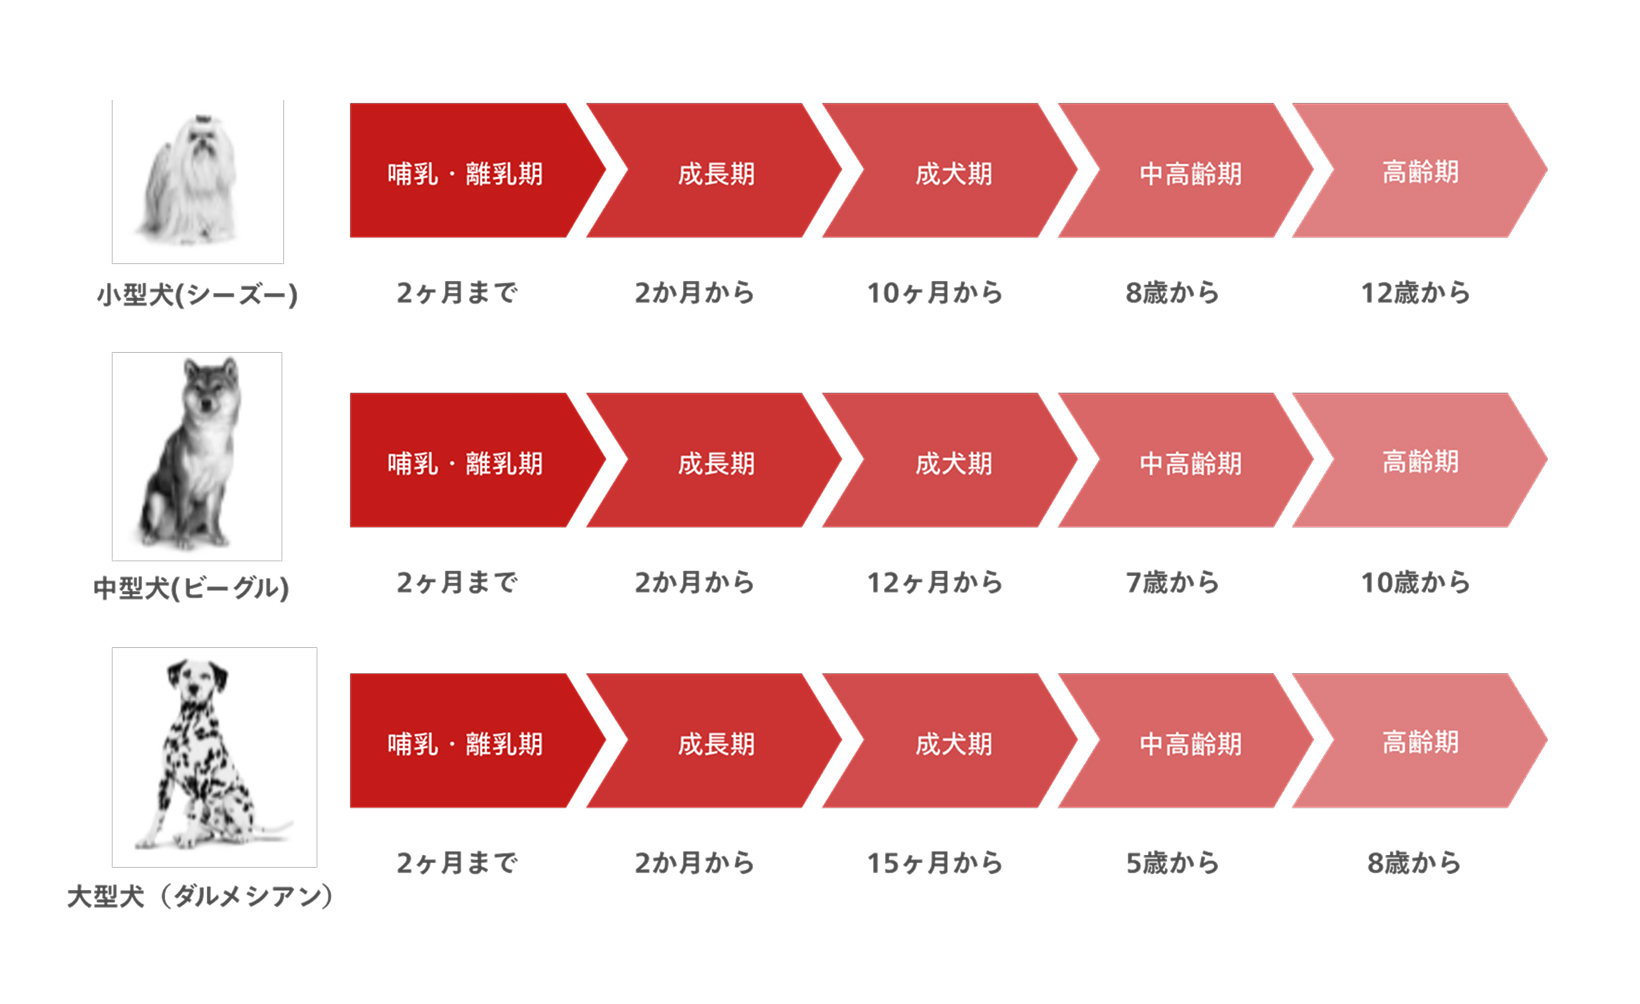 哺乳・離乳期
成長期
成犬期
中高齢期
高齢期
小型犬(シーズー)
2ヶ月まで
2か月から
10ヶ月から
8歳から
12歳から
哺乳・離乳期
成長期
成犬期
中高齢期
高齢期
中型犬(ビーグル)
2ヶ月まで
2か月から
12ヶ月から
7歳から
10歳から
哺乳・離乳期
成長期
成犬期
中高齢期
高齢期
大型犬（ダルメシアン）
2ヶ月まで
2か月から
15ヶ月から
5歳から
8歳から